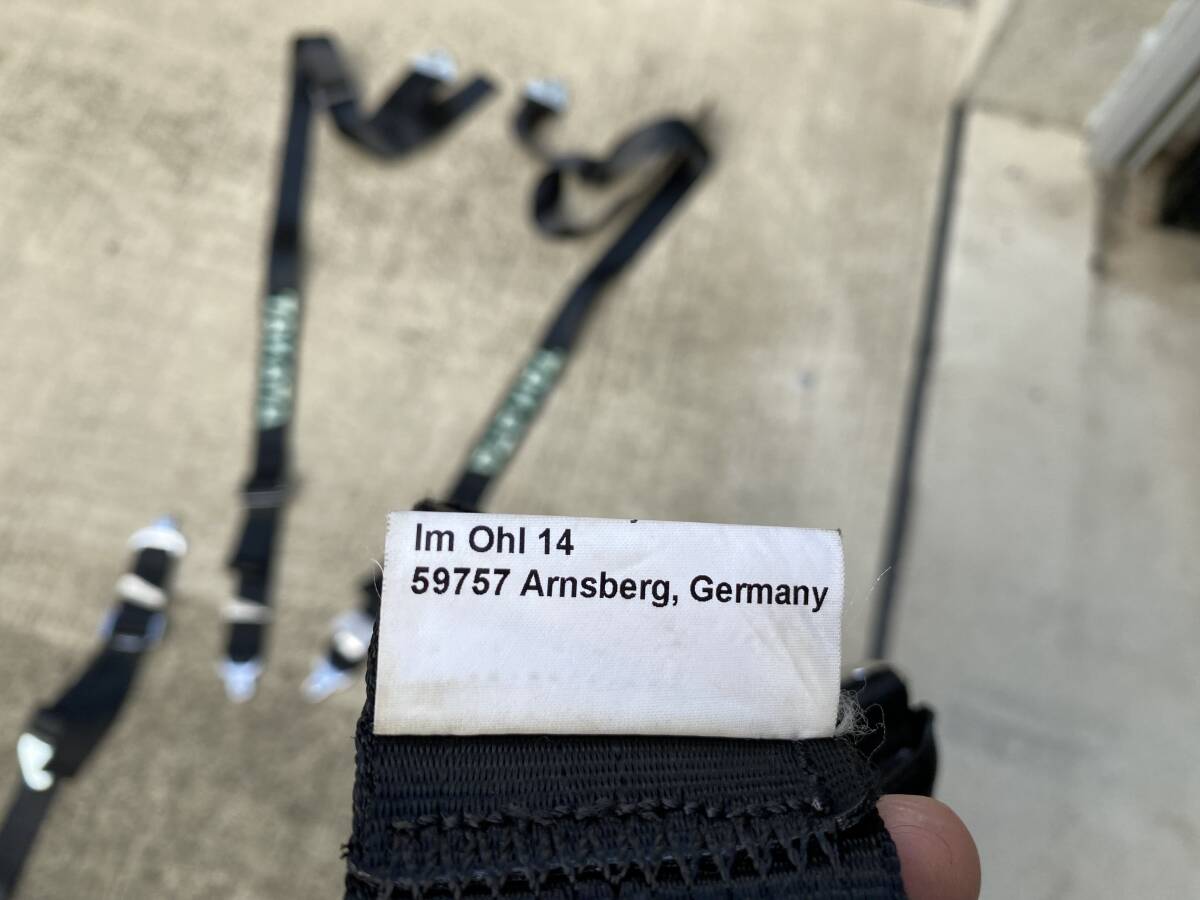 Im Ohl 14
59757 Arnsberg, Germany